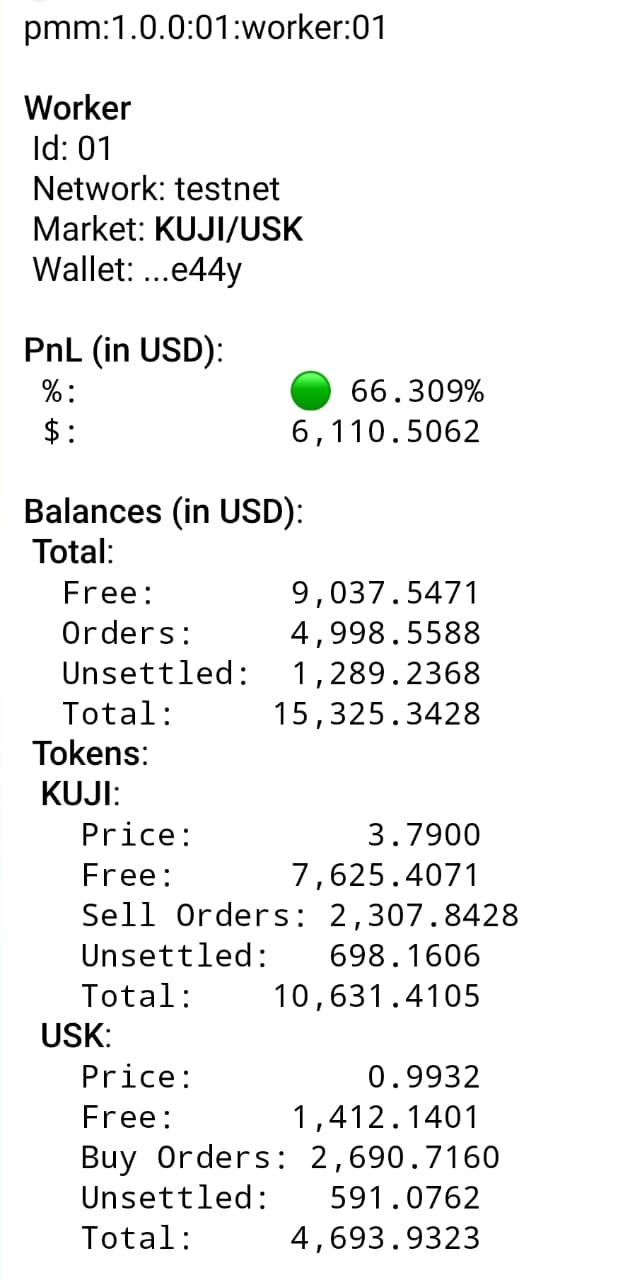 pmm:1.0.0:01:worker:01
Worker
Id: 01
Network: testnet
Market: KUJI/USK
Wallet: ...e44y
PnL (in USD):
%: 🟢 66.309%
$: 6,110.5062
Balances (in USD):
Total:
Free: 9,037.5471
Orders: 4,998.5588
Unsettled: 1,289.2368
Total: 15,325.3428
Tokens:
KUJI:
Price: 3.7900
Free: 7,625.4071
Sell Orders: 2,307.8428
Unsettled: 698.1606
Total: 10,631.4105
USK:
Price: 0.9932
Free: 1,412.1401
Buy Orders: 2,690.7160
Unsettled: 591.0762
Total: 4,693.9323